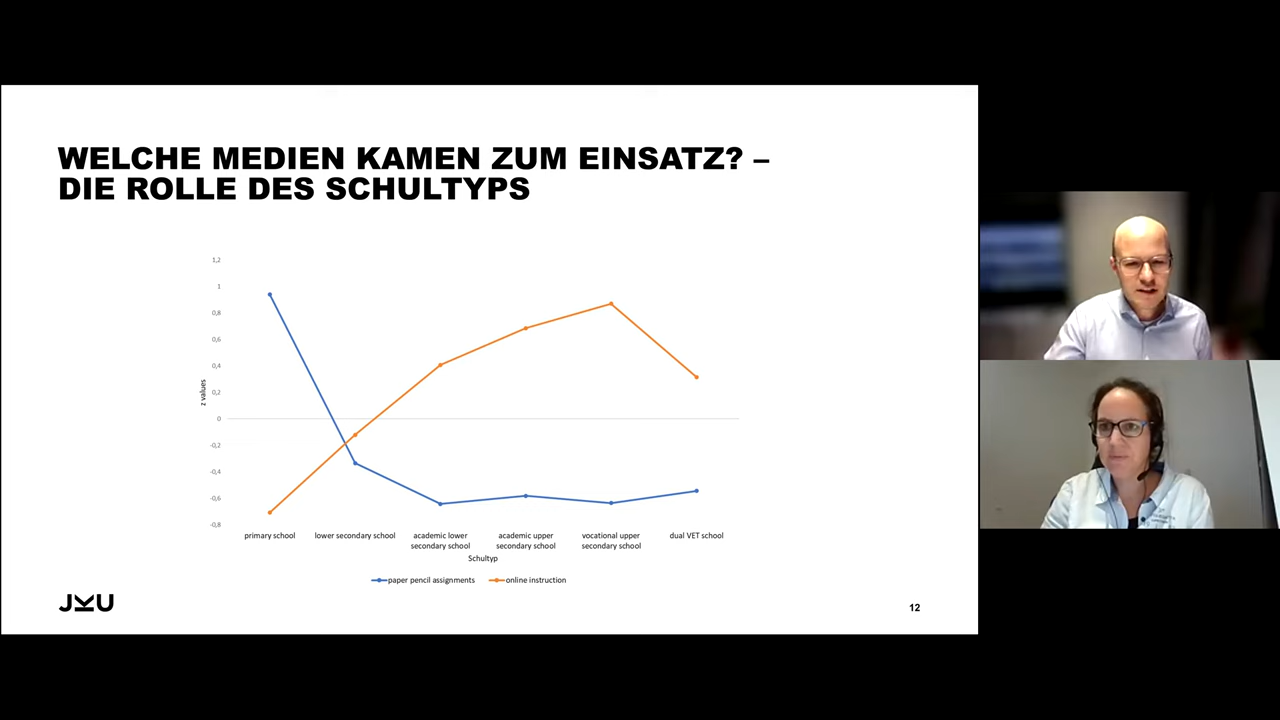 WELCHE MEDIEN KAMEN ZUM EINSATZ? –
DIE ROLLE DES SCHULTYPS
1,2
1
0,8
0,6
0,4
0,2
0
-0,2
-0,4
-0,6
-0,8
z values
primary school
lower secondary school
academic lower
secondary school
academic upper
secondary school
vocational upper
secondary school
dual VET school
Schultyp
paper pencil assignments
online instruction
JKU
12